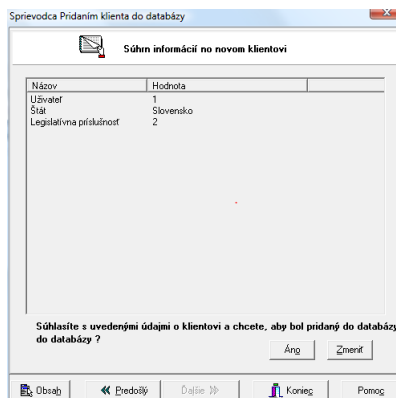 Sprievodca Pridaním klienta do databázy
Súhrn informácií no novom klientovi
Názov Hodnota
Uživateľ 1
Štát Slovensko
Legislatívna príslušnosť 2
Súhlasíte s uvedenými údajmi o klientovi a chcete, aby bol pridaný do databázy
do databázy ?
Áno Zmeniť
Obsah Predošlý Ďalšie Koniec Pomoc